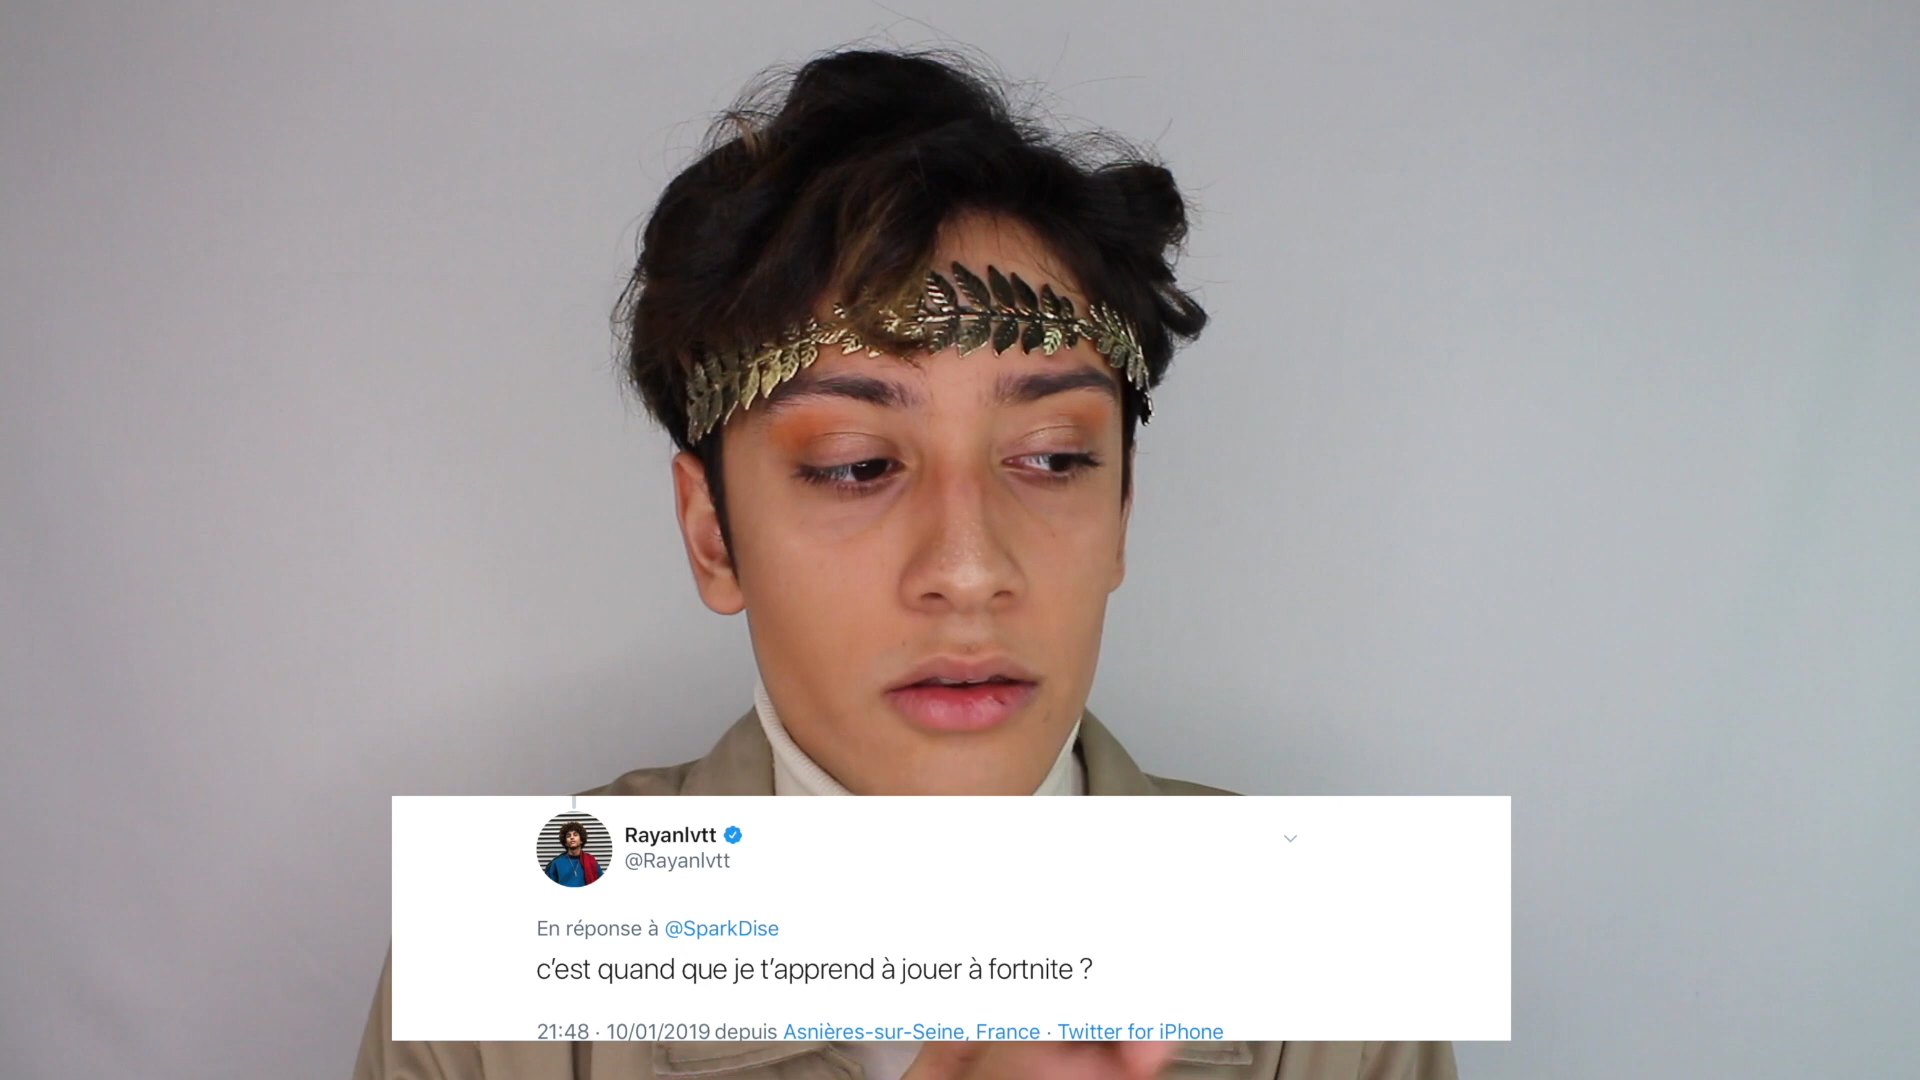 Rayanlvtt
@Rayanlvtt
En réponse à @SparkDise
c'est quand que je t'apprend à jouer à fortnite ?
21:48 · 10/01/2019 depuis Asnières-sur-Seine, France · Twitter for iPhone